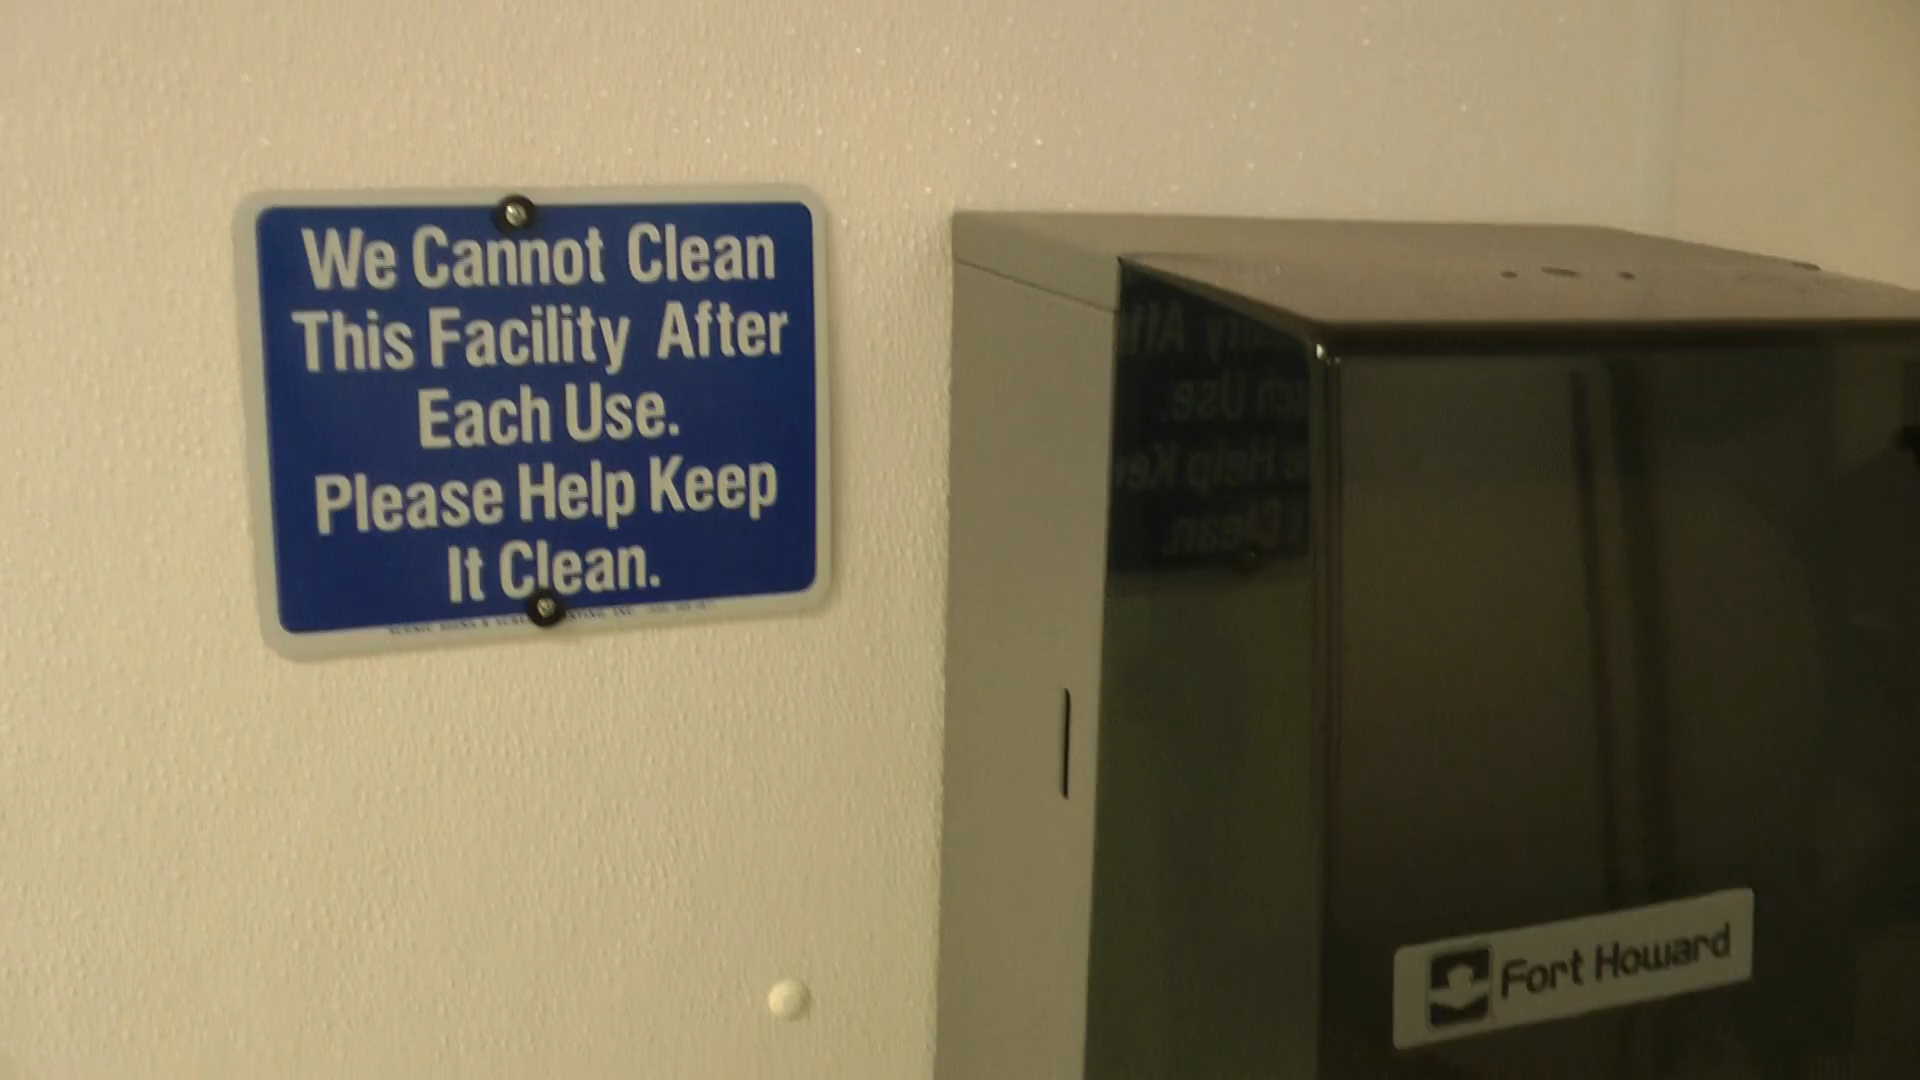 We Cannot Clean
This Facility After
Each Use.
Please Help Keep
It Clean.
Fort Howard